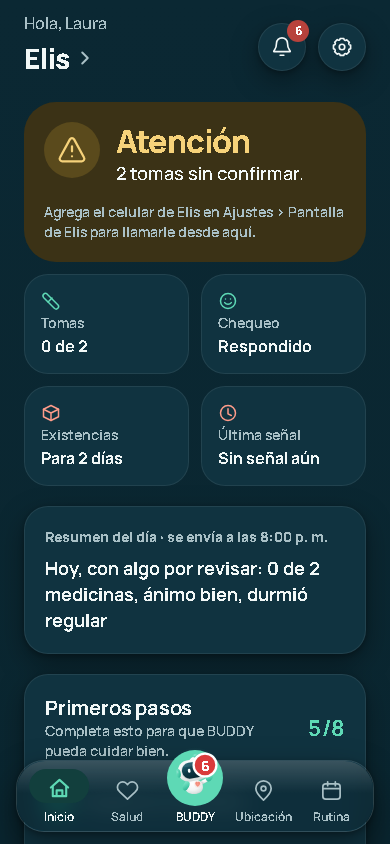 Hola, Laura
Elis
6
Atención
2 tomas sin confirmar.
Agrega el celular de Elis en Ajustes > Pantalla
de Elis para llamarle desde aquí.
Tomas
0 de 2
Chequeo
Respondido
Existencias
Para 2 días
Última señal
Sin señal aún
Resumen del día · se envía a las 8:00 p. m.
Hoy, con algo por revisar: 0 de 2
medicinas, ánimo bien, durmió
regular
Primeros pasos
Completa esto para que BUDDY
pueda cuidar bien.
5/8
6
Inicio
Salud
BUDDY
Ubicación
Rutina